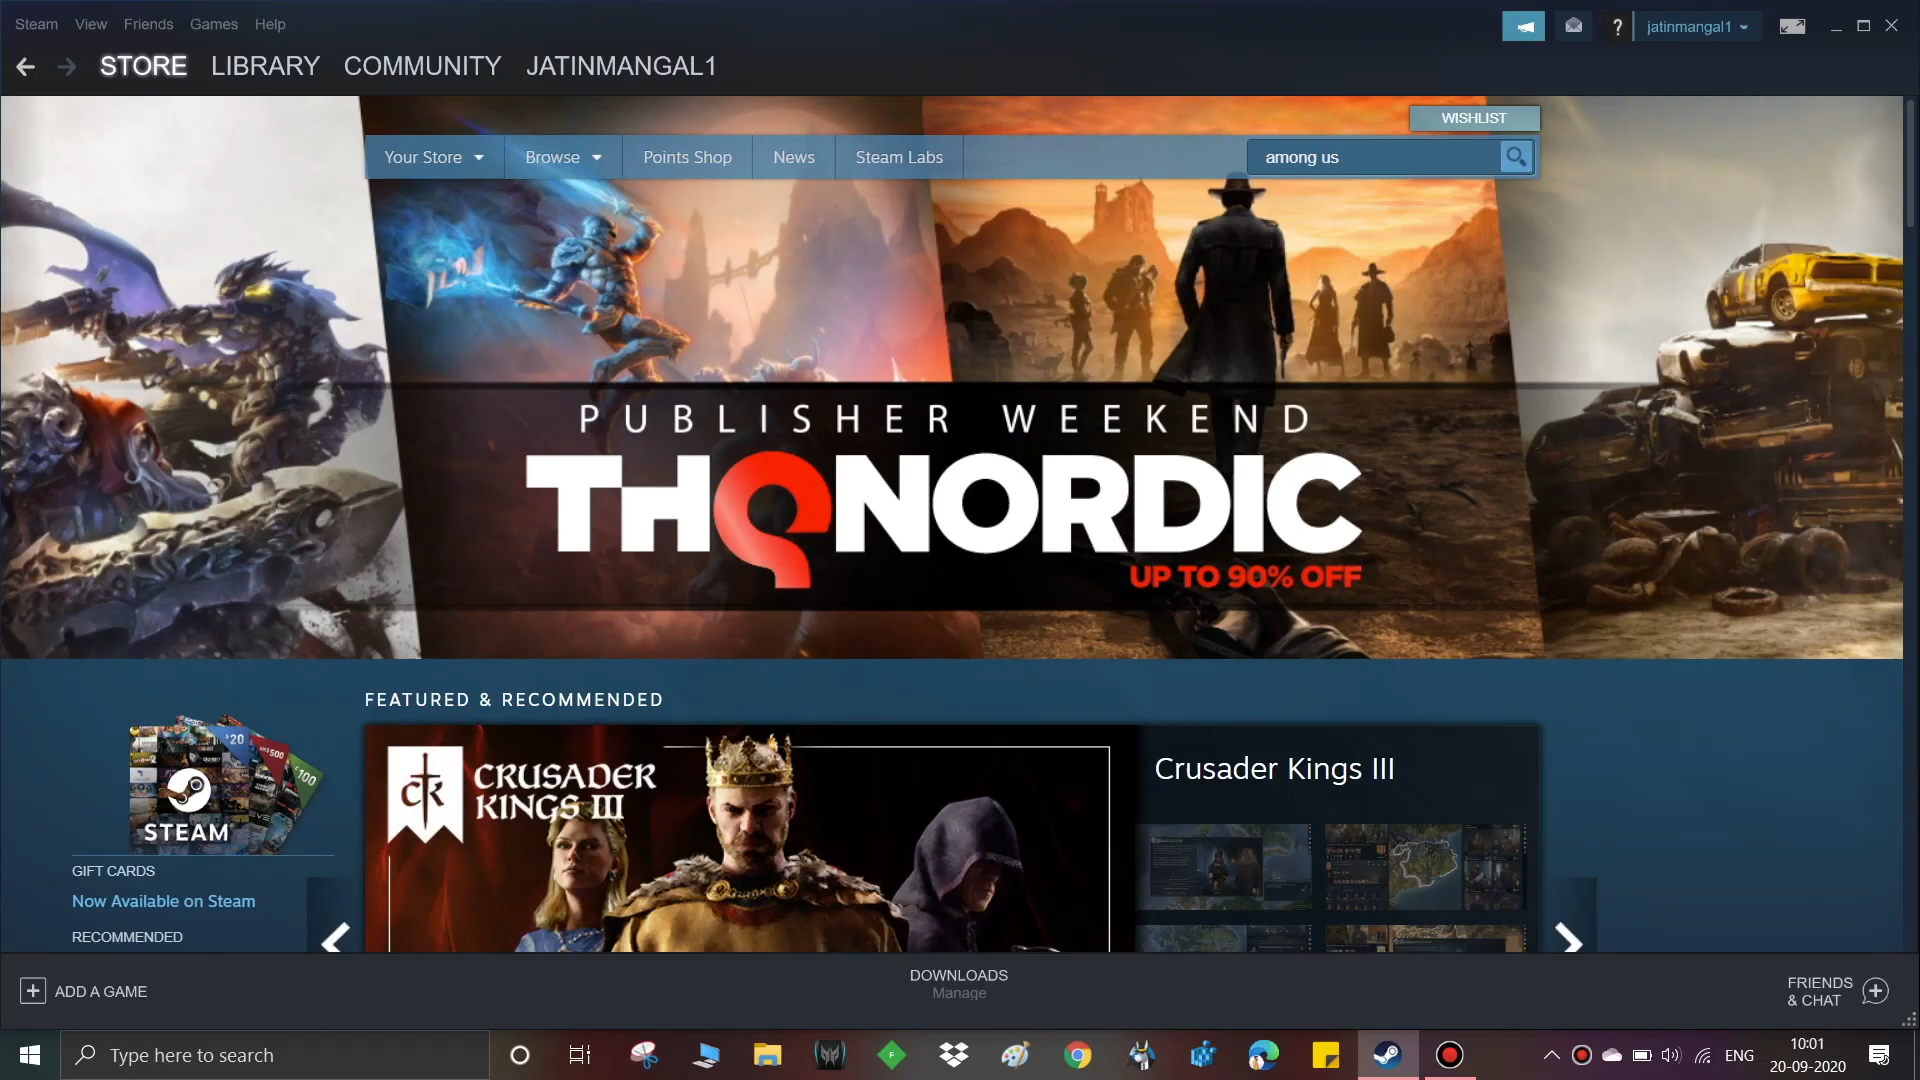 Steam View Friends Games Help
? jatinmangal1
STORE LIBRARY COMMUNITY JATINMANGAL1
WISHLIST
Your Store Browse Points Shop News Steam Labs among us
PUBLISHER WEEKEND
THQNORDIC
UP TO 90% OFF
FEATURED & RECOMMENDED
CRUSADER
KINGS III
Crusader Kings III
STEAM
GIFT CARDS
Now Available on Steam
RECOMMENDED
ADD A GAME
DOWNLOADS
Manage
FRIENDS
& CHAT
Type here to search
ENG
10:01
20-09-2020